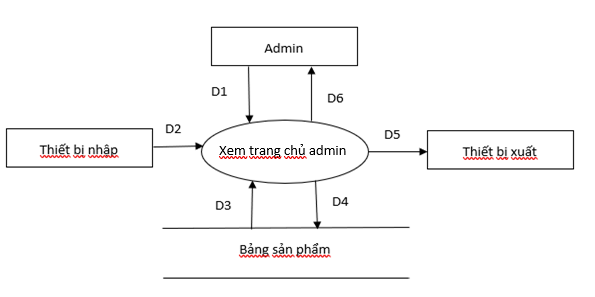 Admin
D1
D6
D2
D5
Thiết bị nhập
Xem trang chủ admin
Thiết bị xuất
D3
D4
Bảng sản phẩm